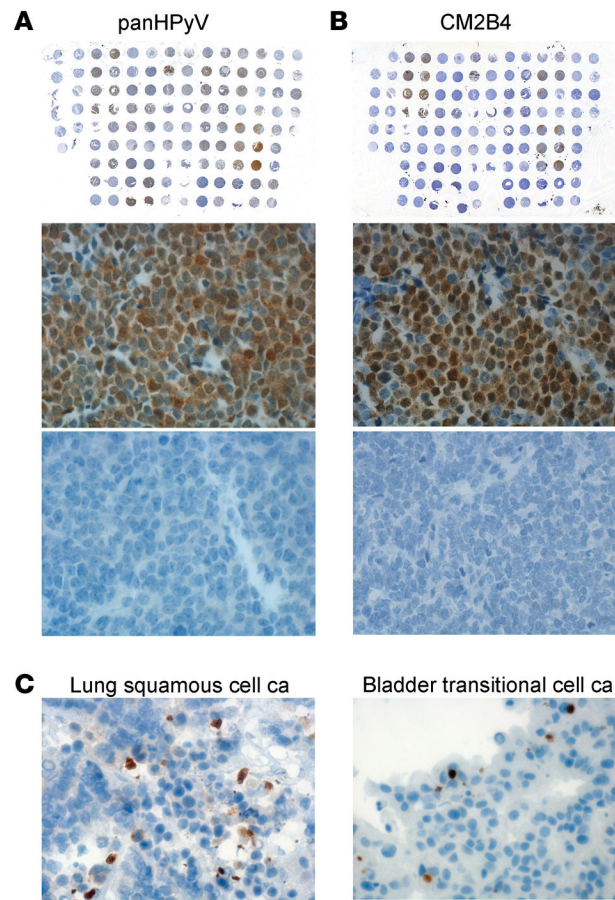 A
panHPyV
B
CM2B4
C
Lung squamous cell ca
Bladder transitional cell ca